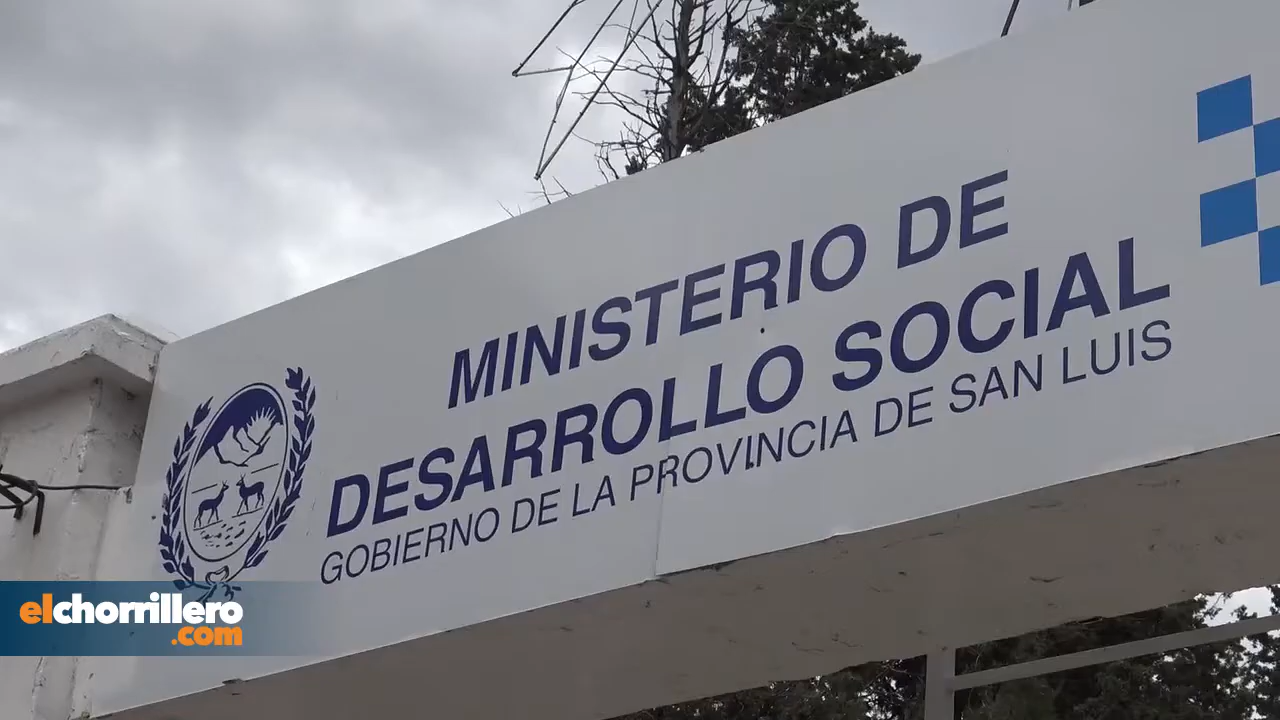 MINISTERIO DE
DESARROLLO SOCIAL
GOBIERNO DE LA PROVINCIA DE SAN LUIS
elchorrillero
.com